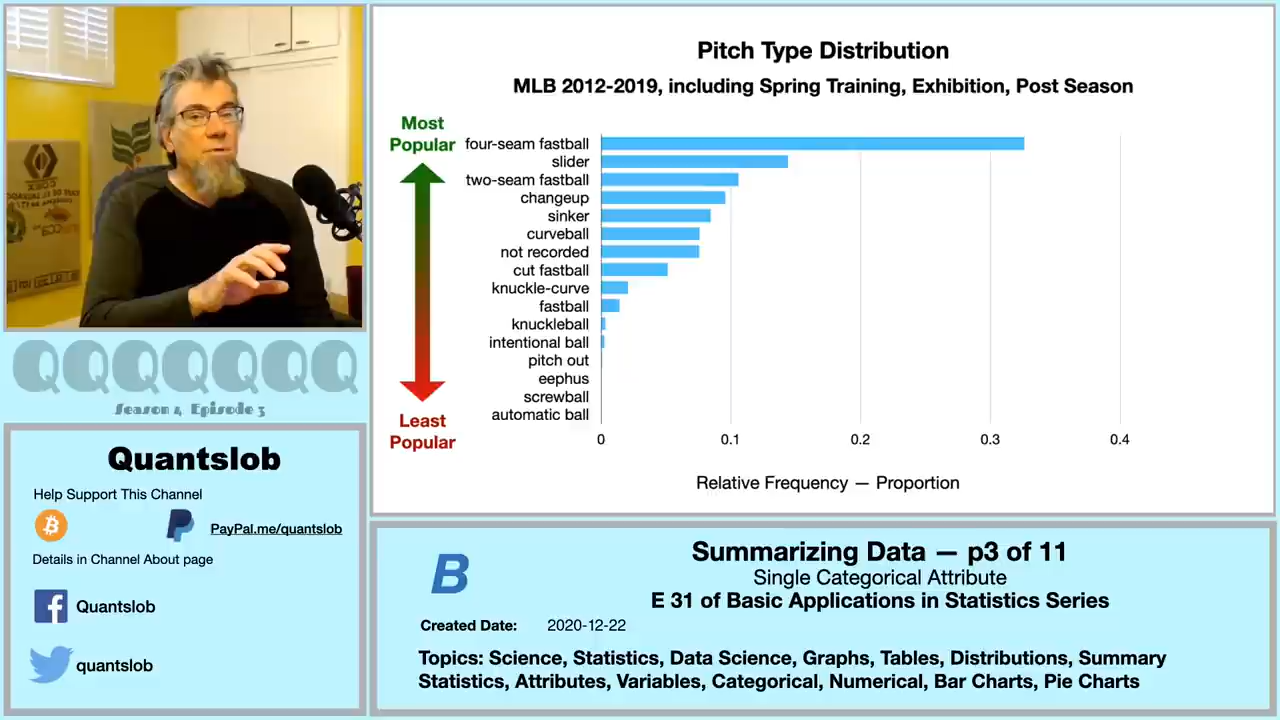 Pitch Type Distribution
MLB 2012-2019, including Spring Training, Exhibition, Post Season
Most
Popular
four-seam fastball
slider
two-seam fastball
changeup
sinker
curveball
not recorded
cut fastball
knuckle-curve
fastball
knuckleball
intentional ball
pitch out
eephus
screwball
automatic ball
Least
Popular
0 0.1 0.2 0.3 0.4
Relative Frequency — Proportion
QQQQQQQ
Season 4 Episode 3
Quantslob
Help Support This Channel
PayPal.me/quantslob
Details in Channel About page
Quantslob
quantslob
B
Summarizing Data — p3 of 11
Single Categorical Attribute
E 31 of Basic Applications in Statistics Series
Created Date: 2020-12-22
Topics: Science, Statistics, Data Science, Graphs, Tables, Distributions, Summary
Statistics, Attributes, Variables, Categorical, Numerical, Bar Charts, Pie Charts